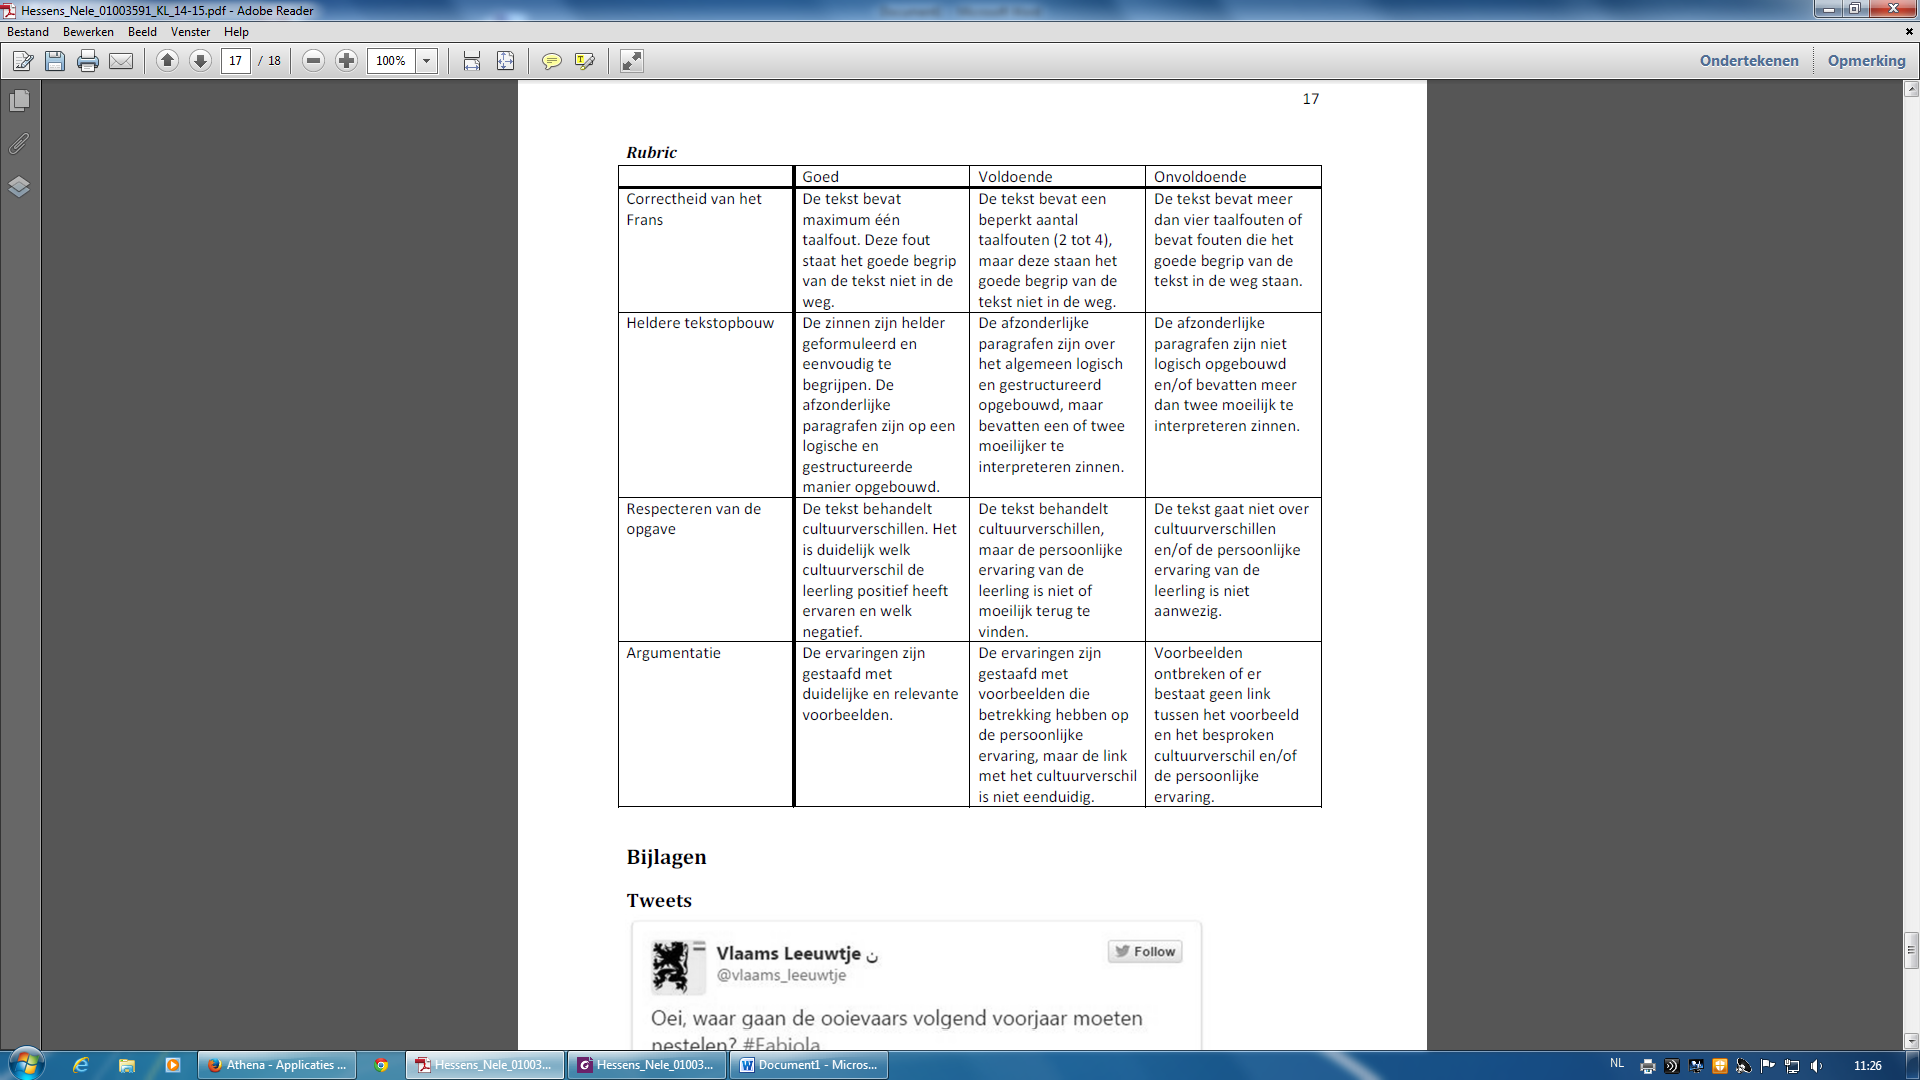 Hessens_Nele_01003591_KL_14-15.pdf - Adobe Reader
Bestand Bewerken Beeld Venster Help
17 / 18 100% Ondertekenen Opmerking
17
Rubric
Goed Voldoende Onvoldoende
Correctheid van het
Frans
De tekst bevat
maximum één
taalfout. Deze fout
staat het goede begrip
van de tekst niet in de
weg.
De tekst bevat een
beperkt aantal
taalfouten (2 tot 4),
maar deze staan het
goede begrip van de
tekst niet in de weg.
De tekst bevat meer
dan vier taalfouten of
bevat fouten die het
goede begrip van de
tekst in de weg staan.
Heldere tekstopbouw
De zinnen zijn helder
geformuleerd en
eenvoudig te
begrijpen. De
afzonderlijke
paragrafen zijn op een
logische en
gestructureerde
manier opgebouwd.
De afzonderlijke
paragrafen zijn over
het algemeen logisch
en gestructureerd
opgebouwd, maar
bevatten een of twee
moeilijker te
interpreteren zinnen.
De afzonderlijke
paragrafen zijn niet
logisch opgebouwd
en/of bevatten meer
dan twee moeilijk te
interpreteren zinnen.
Respecteren van de
opgave
De tekst behandelt
cultuurverschillen. Het
is duidelijk welk
cultuurverschil de
leerling positief heeft
ervaren en welk
negatief.
De tekst behandelt
cultuurverschillen,
maar de persoonlijke
ervaring van de
leerling is niet of
moeilijk terug te
vinden.
De tekst gaat niet over
cultuurverschillen
en/of de persoonlijke
ervaring van de
leerling is niet
aanwezig.
Argumentatie
De ervaringen zijn
gestaafd met
duidelijke en relevante
voorbeelden.
De ervaringen zijn
gestaafd met
voorbeelden die
betrekking hebben op
de persoonlijke
ervaring, maar de link
met het cultuurverschil
is niet eenduidig.
Voorbeelden
ontbreken of er
bestaat geen link
tussen het voorbeeld
en het besproken
cultuurverschil en/of
de persoonlijke
ervaring.
Bijlagen
Tweets
Vlaams Leeuwtje ن
@vlaams_leeuwtje
Follow
Oei, waar gaan de ooievaars volgend voorjaar moeten
nestelen? #Fabiola
Athena - Applicaties ... Hessens_Nele_01003... Hessens_Nele_01003... Document1 - Micros... NL 11:26